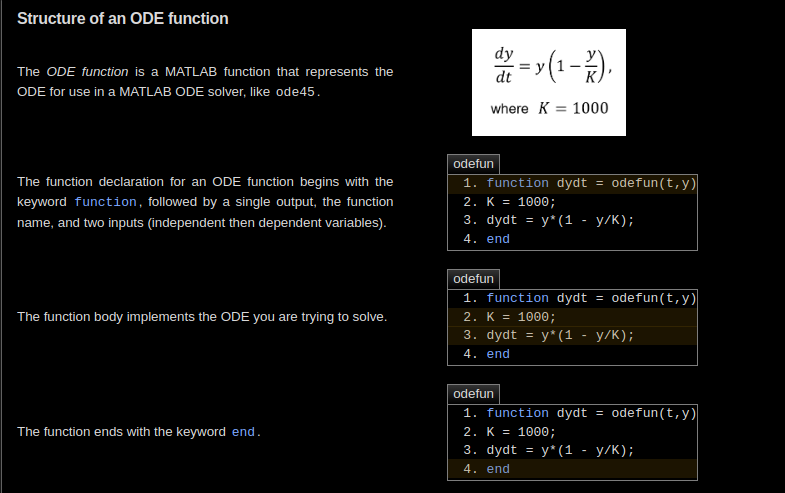 Structure of an ODE function
The ODE function is a MATLAB function that represents the
ODE for use in a MATLAB ODE solver, like ode45.
dy/dt = y(1 − y/K),
where K = 1000
The function declaration for an ODE function begins with the
keyword function, followed by a single output, the function
name, and two inputs (independent then dependent variables).
odefun
1. function dydt = odefun(t,y)
2. K = 1000;
3. dydt = y*(1 - y/K);
4. end
The function body implements the ODE you are trying to solve.
odefun
1. function dydt = odefun(t,y)
2. K = 1000;
3. dydt = y*(1 - y/K);
4. end
The function ends with the keyword end.
odefun
1. function dydt = odefun(t,y)
2. K = 1000;
3. dydt = y*(1 - y/K);
4. end